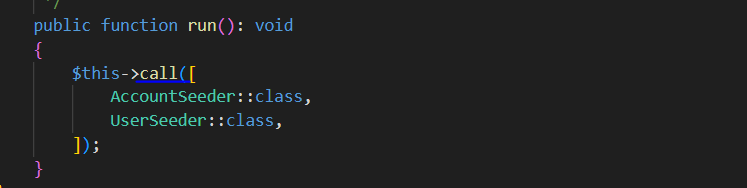 */
public function run(): void
{
$this->call([
AccountSeeder::class,
UserSeeder::class,
]);
}